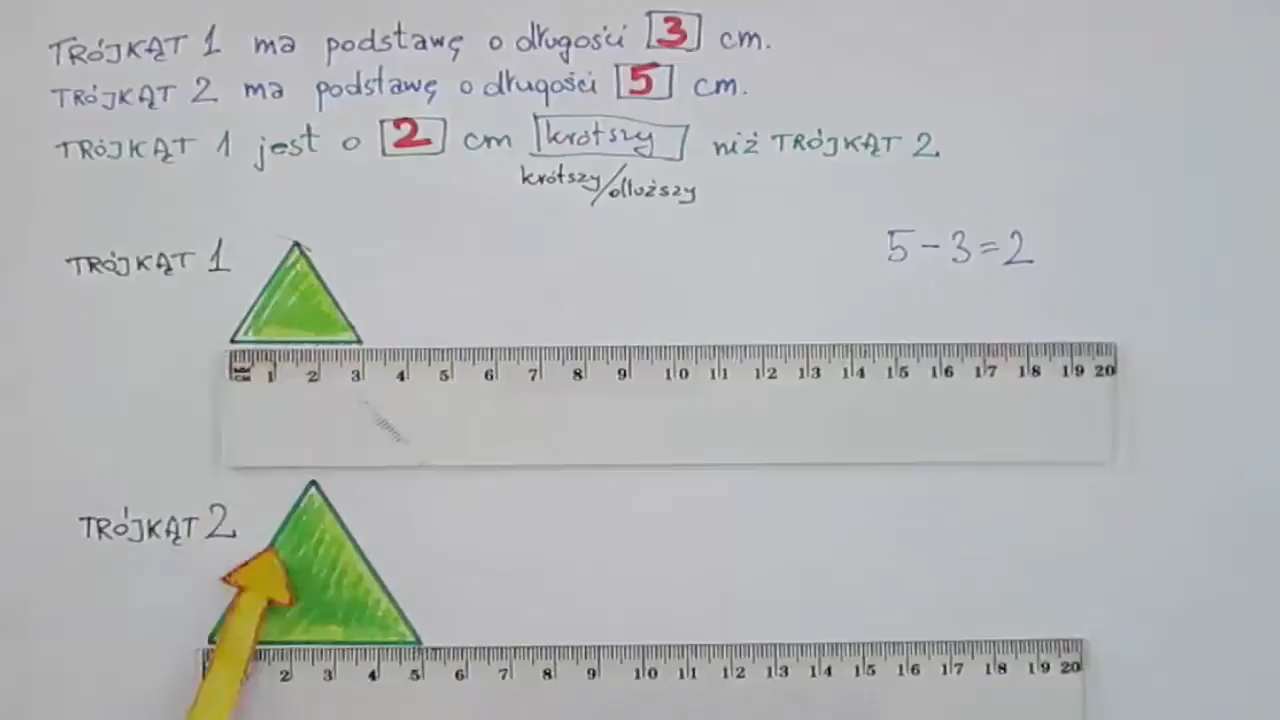 TRÓJKĄT 1 ma podstawę o długości 3 cm.
TRÓJKĄT 2 ma podstawę o długości 5 cm.
TRÓJKĄT 1 jest o 2 cm krótszy niż TRÓJKĄT 2
krótszy/dłuższy
TRÓJKĄT 1
5-3=2
MM
CM 1 2 3 4 5 6 7 8 9 10 11 12 13 14 15 16 17 18 19 20
TRÓJKĄT 2
2 3 4 5 6 7 8 9 10 11 12 13 14 15 16 17 18 19 20